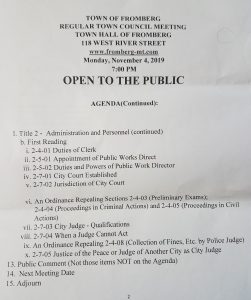 TOWN OF FROMBERG
REGULAR TOWN COUNCIL MEETING
TOWN HALL OF FROMBERG
118 WEST RIVER STREET
www.fromberg-mt.com
Monday, November 4, 2019
7:00 PM
OPEN TO THE PUBLIC
AGENDA(Continued):
1. Title 2 - Administration and Personnel (continued)
b. First Reading
i. 2-4-01 Duties of Clerk
ii. 2-5-01 Appointment of Public Works Direct
iii. 2-5-02 Duties and Powers of Public Work Director
iv. 2-7-01 City Court Established
v. 2-7-02 Jurisdiction of City Court
vi. An Ordinance Repealing Sections 2-4-03 (Preliminary Exams);
2-4-04 (Proceedings in Criminal Actions) and 2-4-05 (Proceedings in Civil
Actions)
vii. 2-7-03 City Judge - Qualifications
viii. 2-7-04 When a Judge Cannot Act
ix. An Ordinance Repealing 2-4-08 (Collection of Fines, Etc. by Police Judge)
x. 2-7-05 Justice of the Peace or Judge of Another City as City Judge
13. Public Comment (Not those items NOT on the Agenda)
14. Next Meeting Date
15. Adjourn
2